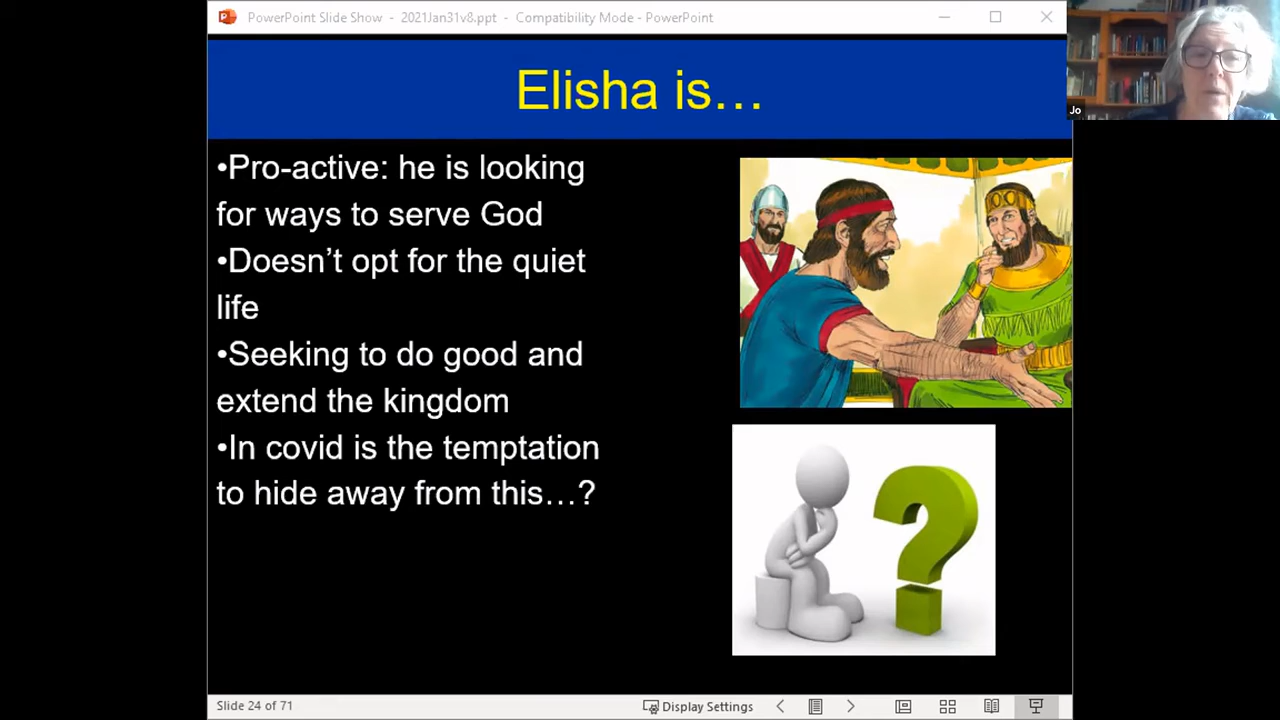 PowerPoint Slide Show - 2021Jan31v8.ppt - Compatibility Mode - PowerPoint
Jo
Elisha is…
•Pro-active: he is looking
for ways to serve God
•Doesn’t opt for the quiet
life
•Seeking to do good and
extend the kingdom
•In covid is the temptation
to hide away from this…?
Slide 24 of 71
Display Settings